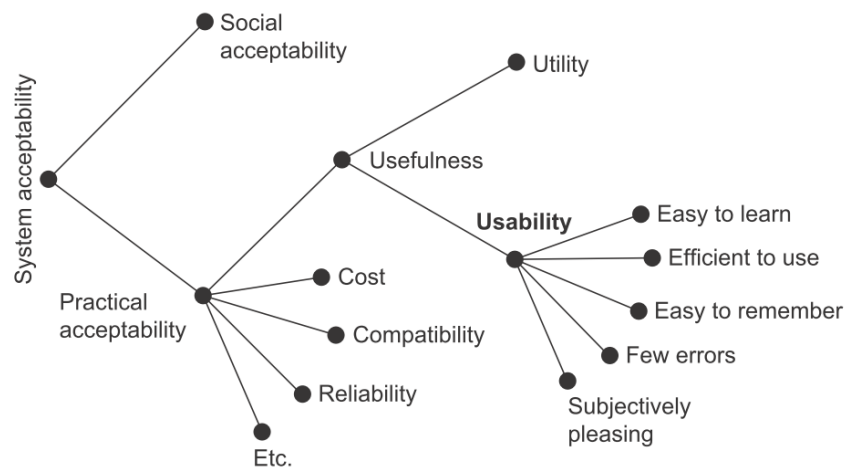 Social
acceptability
Utility
System acceptability
Usefulness
Usability
Easy to learn
Efficient to use
Cost
Practical
acceptability
Easy to remember
Compatibility
Few errors
Reliability
Subjectively
pleasing
Etc.